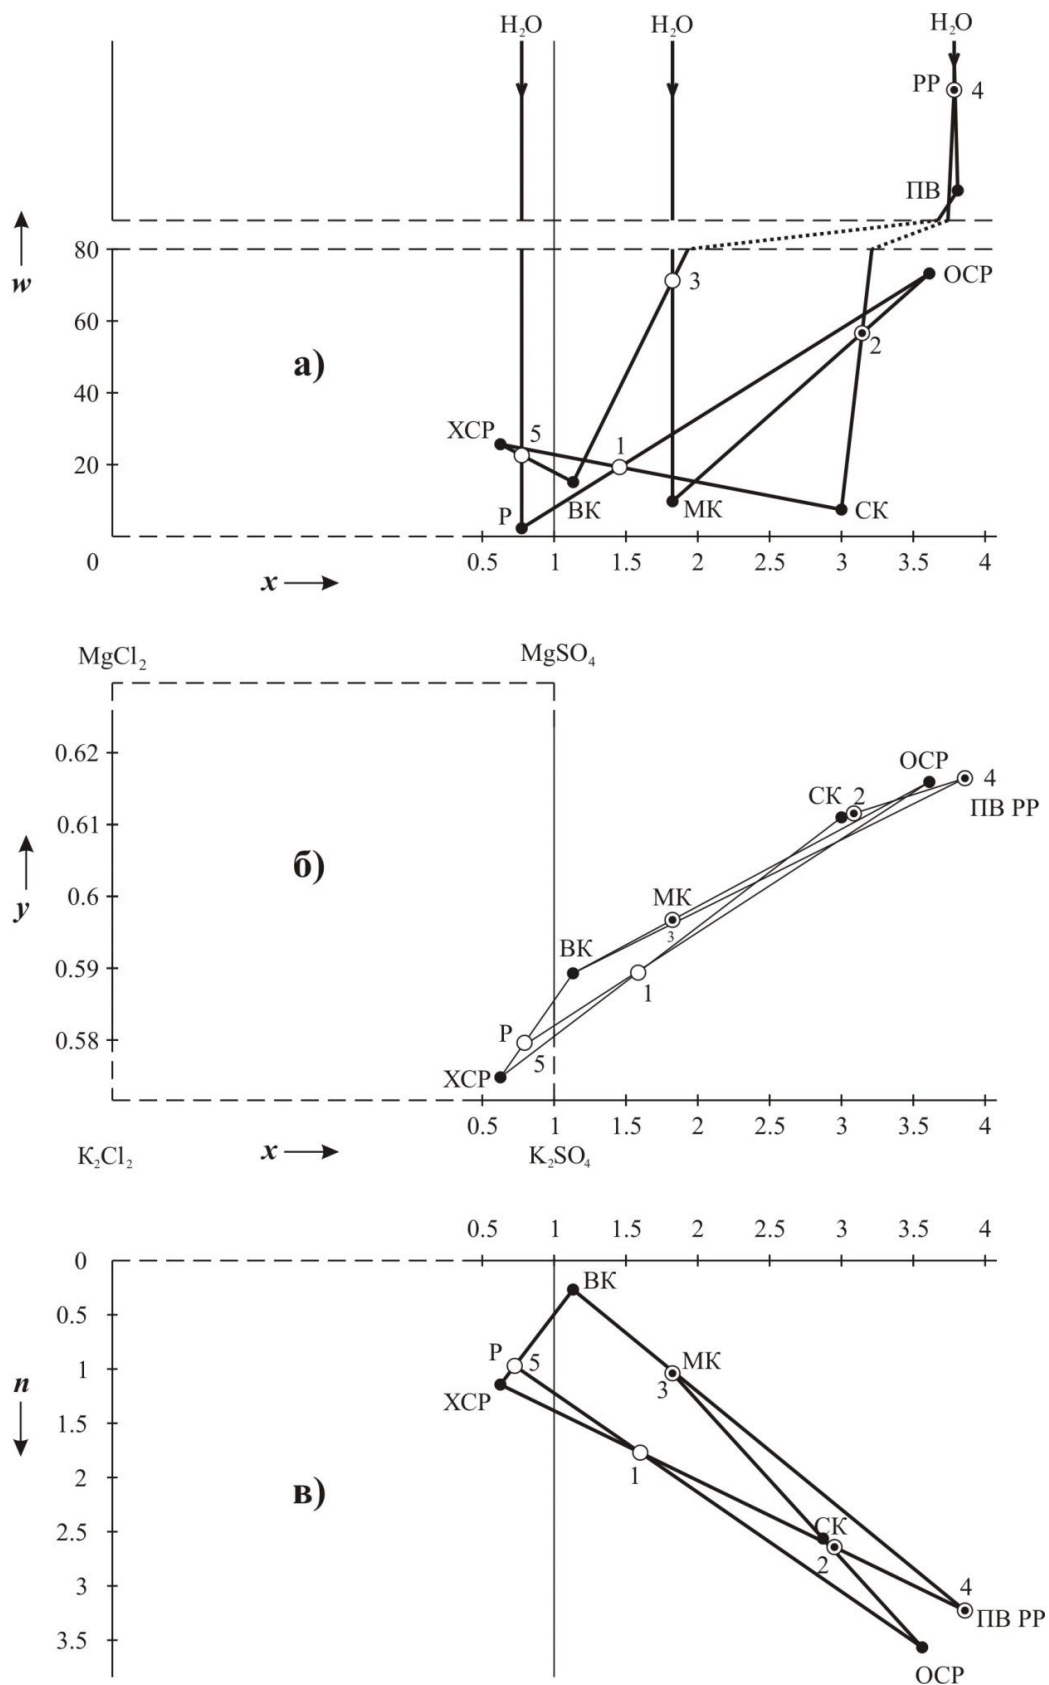 H₂O H₂O H₂O
РР 4
ПВ
w
80
3 ОСР
60
а) 2
40
ХСР 5 1
20
Р ВК МК СК
0 0.5 1 1.5 2 2.5 3 3.5 4
x
MgCl₂ MgSO₄
0.62 ОСР 4
СК 2 ПВ РР
0.61
б)
y 0.6 МК
3
ВК
0.59
1
Р
0.58
5
ХСР
0.5 1 1.5 2 2.5 3 3.5 4
K₂Cl₂ x K₂SO₄
0.5 1 1.5 2 2.5 3 3.5 4
0
ВК
0.5
Р 5 МК
1
n ХСР 3
1.5
1
2
в)
2.5 СК
2
3 4
ПВ РР
3.5
ОСР